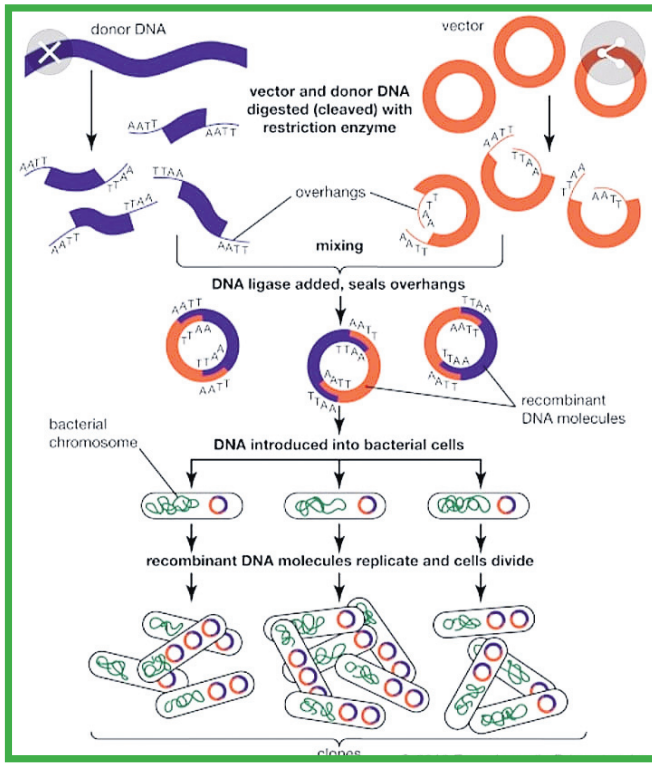 donor DNA
vector
vector and donor DNA
digested (cleaved) with
restriction enzyme
AATT
AATT
AATT
TTAA
TTAA
TTAA
AATT
AATT
overhangs
AATT
TTAA
TTAA
AATT
TTAA
AATT
mixing
DNA ligase added, seals overhangs
AATT
TTAA
TTAA
AATT
AATT
TTAA
AATT
TTAA
TTAA
AATT
TTAA
AATT
recombinant
DNA molecules
bacterial
chromosome
DNA introduced into bacterial cells
recombinant DNA molecules replicate and cells divide
clones